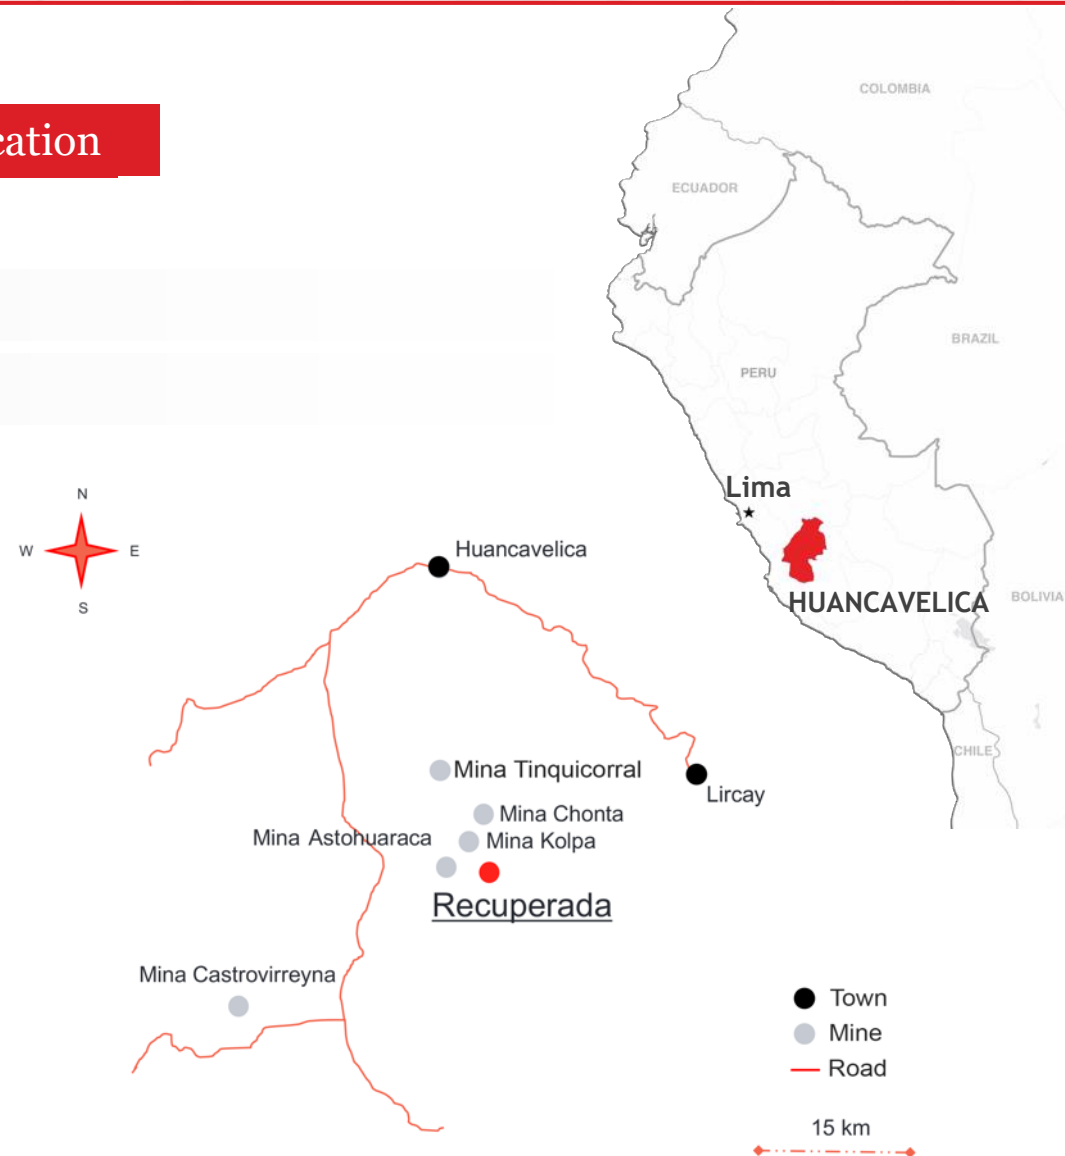 cation
COLOMBIA
ECUADOR
BRAZIL
PERU
Lima
HUANCAVELICA
BOLIVIA
CHILE
N
W E
S
Huancavelica
Mina Tinquicorral
Lircay
Mina Chonta
Mina Astohuaraca
Mina Kolpa
Recuperada
Mina Castrovirreyna
Town
Mine
Road
15 km